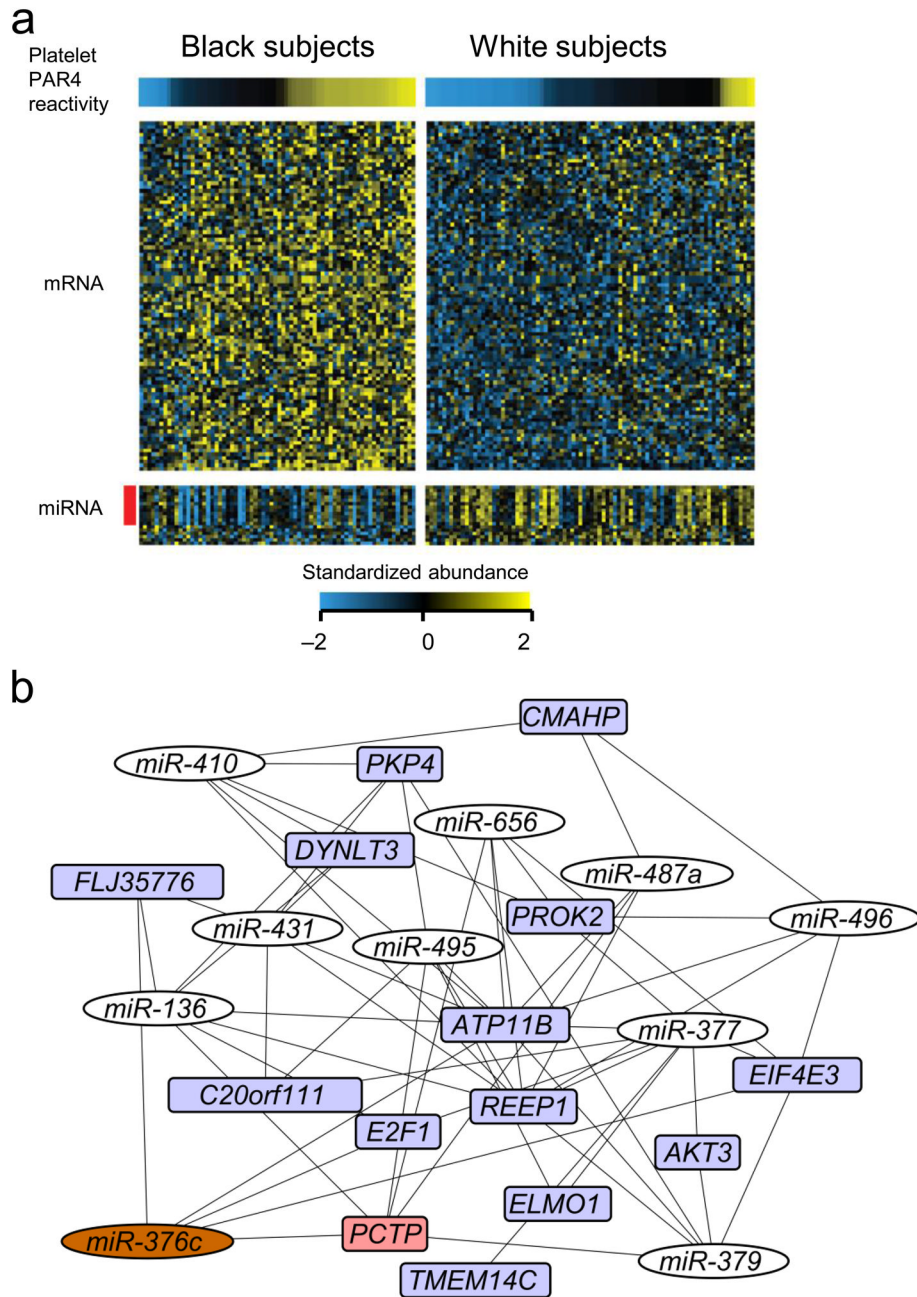 a
Black subjects
White subjects
Platelet
PAR4
reactivity
mRNA
miRNA
Standardized abundance
–2
0
2
b
CMAHP
miR-410
PKP4
miR-656
DYNLT3
miR-487a
FLJ35776
PROK2
miR-496
miR-431
miR-495
miR-136
ATP11B
miR-377
C20orf111
REEP1
EIF4E3
E2F1
AKT3
ELMO1
miR-376c
PCTP
miR-379
TMEM14C